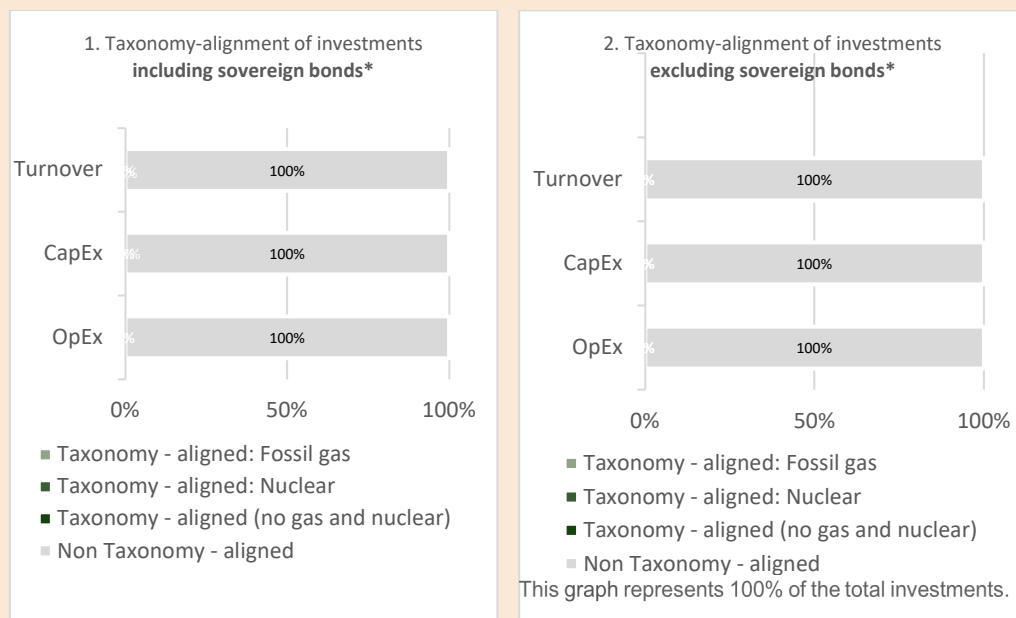 1. Taxonomy-alignment of investments
including sovereign bonds*
Turnover
100%
CapEx
100%
OpEx
100%
0% 50% 100%
■ Taxonomy - aligned: Fossil gas
■ Taxonomy - aligned: Nuclear
■ Taxonomy - aligned (no gas and nuclear)
■ Non Taxonomy - aligned
2. Taxonomy-alignment of investments
excluding sovereign bonds*
Turnover
% 100%
CapEx
% 100%
OpEx
% 100%
0% 50% 100%
■ Taxonomy - aligned: Fossil gas
■ Taxonomy - aligned: Nuclear
■ Taxonomy - aligned (no gas and nuclear)
■ Non Taxonomy - aligned
This graph represents 100% of the total investments.